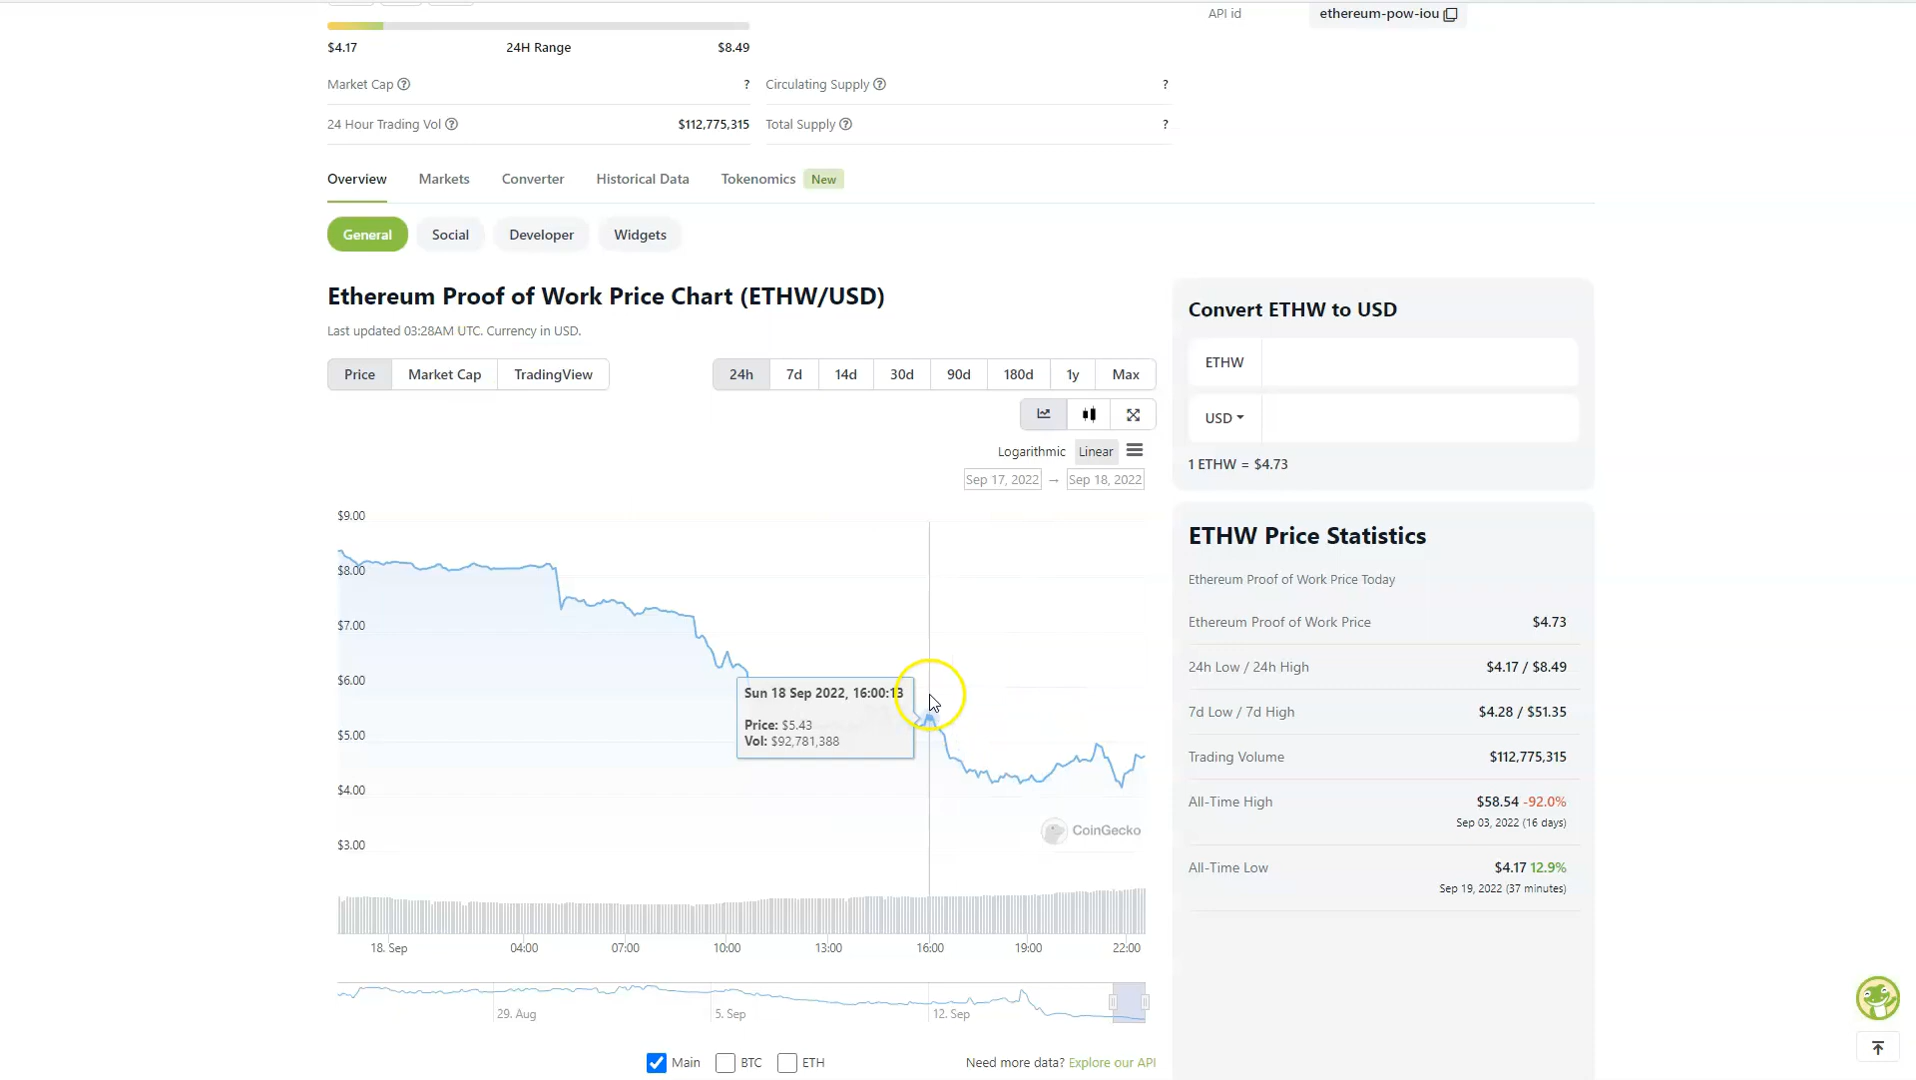 API id
ethereum-pow-iou
$4.17
24H Range
$8.49
Market Cap
?
Circulating Supply
?
24 Hour Trading Vol
$112,775,315
Total Supply
?
Overview
Markets
Converter
Historical Data
Tokenomics
New
General
Social
Developer
Widgets
Ethereum Proof of Work Price Chart (ETHW/USD)
Last updated 03:28AM UTC. Currency in USD.
Price
Market Cap
TradingView
24h
7d
14d
30d
90d
180d
1y
Max
Logarithmic
Linear
Sep 17, 2022 → Sep 18, 2022
$9.00
$8.00
$7.00
$6.00
$5.00
$4.00
$3.00
Sun 18 Sep 2022, 16:00:13
Price: $5.43
Vol: $92,781,388
CoinGecko
18. Sep
04:00
07:00
10:00
13:00
16:00
19:00
22:00
29. Aug
5. Sep
12. Sep
Main
BTC
ETH
Need more data? Explore our API
Convert ETHW to USD
ETHW
USD
1 ETHW = $4.73
ETHW Price Statistics
Ethereum Proof of Work Price Today
Ethereum Proof of Work Price
$4.73
24h Low / 24h High
$4.17 / $8.49
7d Low / 7d High
$4.28 / $51.35
Trading Volume
$112,775,315
All-Time High
$58.54 -92.0%
Sep 03, 2022 (16 days)
All-Time Low
$4.17 12.9%
Sep 19, 2022 (37 minutes)